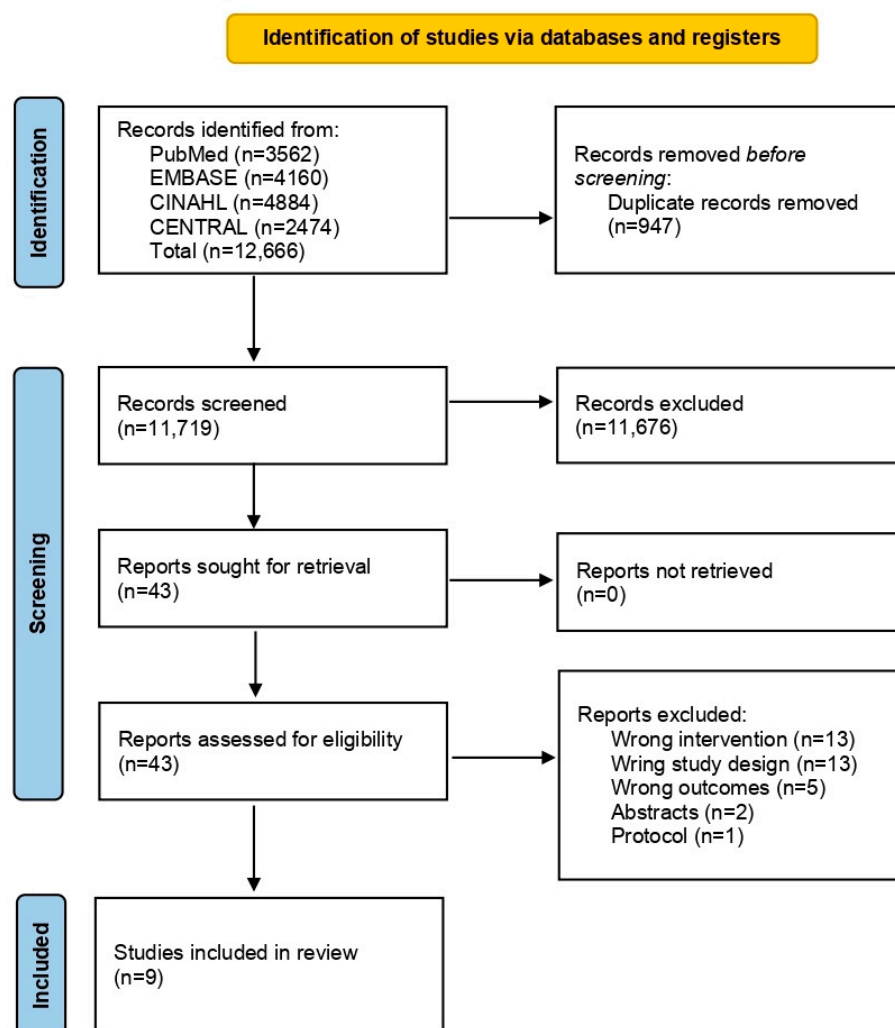 Identification of studies via databases and registers
Identification
Records identified from:
PubMed (n=3562)
EMBASE (n=4160)
CINAHL (n=4884)
CENTRAL (n=2474)
Total (n=12,666)
Records removed before
screening:
Duplicate records removed
(n=947)
Screening
Records screened
(n=11,719)
Records excluded
(n=11,676)
Reports sought for retrieval
(n=43)
Reports not retrieved
(n=0)
Reports assessed for eligibility
(n=43)
Reports excluded:
Wrong intervention (n=13)
Wring study design (n=13)
Wrong outcomes (n=5)
Abstracts (n=2)
Protocol (n=1)
Included
Studies included in review
(n=9)